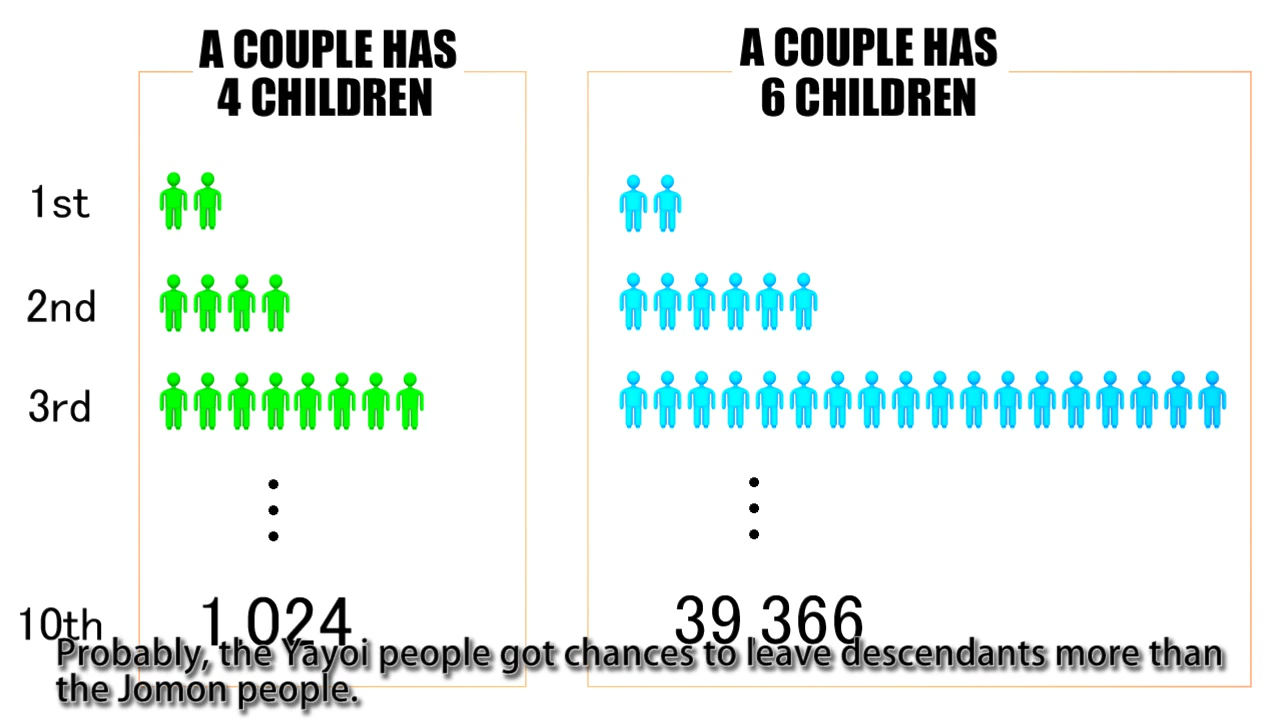 A COUPLE HAS
4 CHILDREN
A COUPLE HAS
6 CHILDREN
1st
2nd
3rd
10th
1,024
39,366
Probably, the Yayoi people got chances to leave descendants more than
the Jomon people.